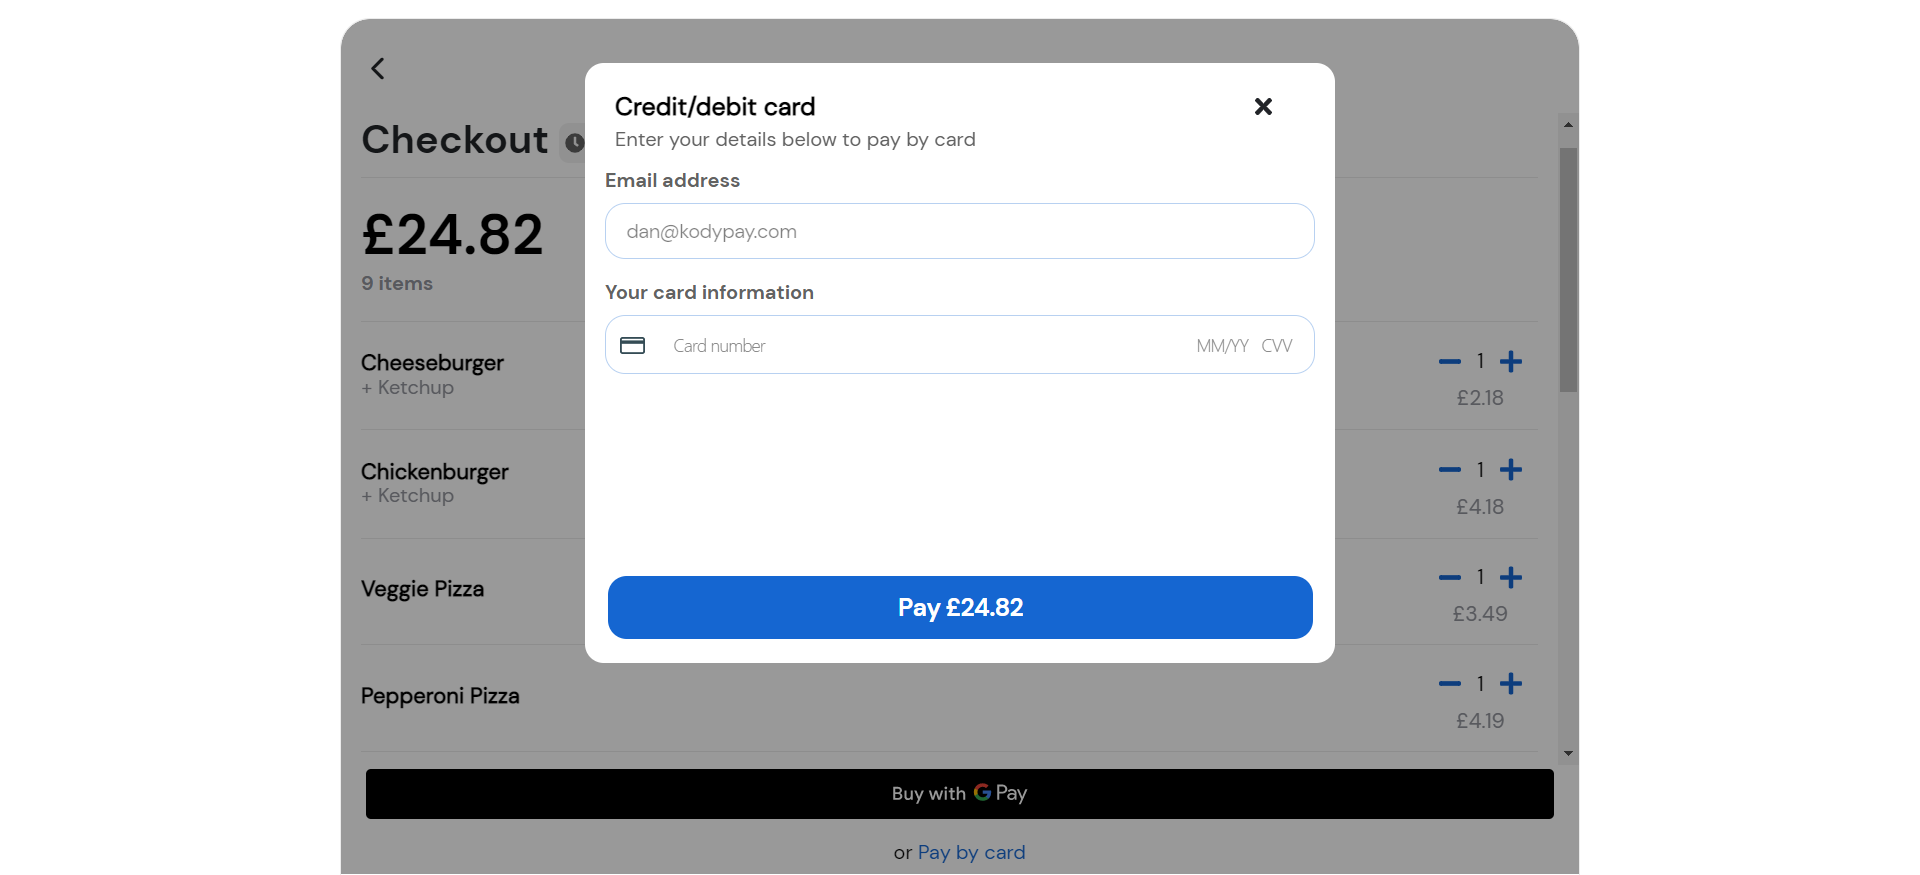 Credit/debit card
Enter your details below to pay by card
Email address
dan@kodypay.com
Your card information
Card number MM/YY CVV
Pay £24.82
Checkout
£24.82
9 items
Cheeseburger
+ Ketchup
1
£2.18
Chickenburger
+ Ketchup
1
£4.18
Veggie Pizza
1
£3.49
Pepperoni Pizza
1
£4.19
Buy with G Pay
or Pay by card